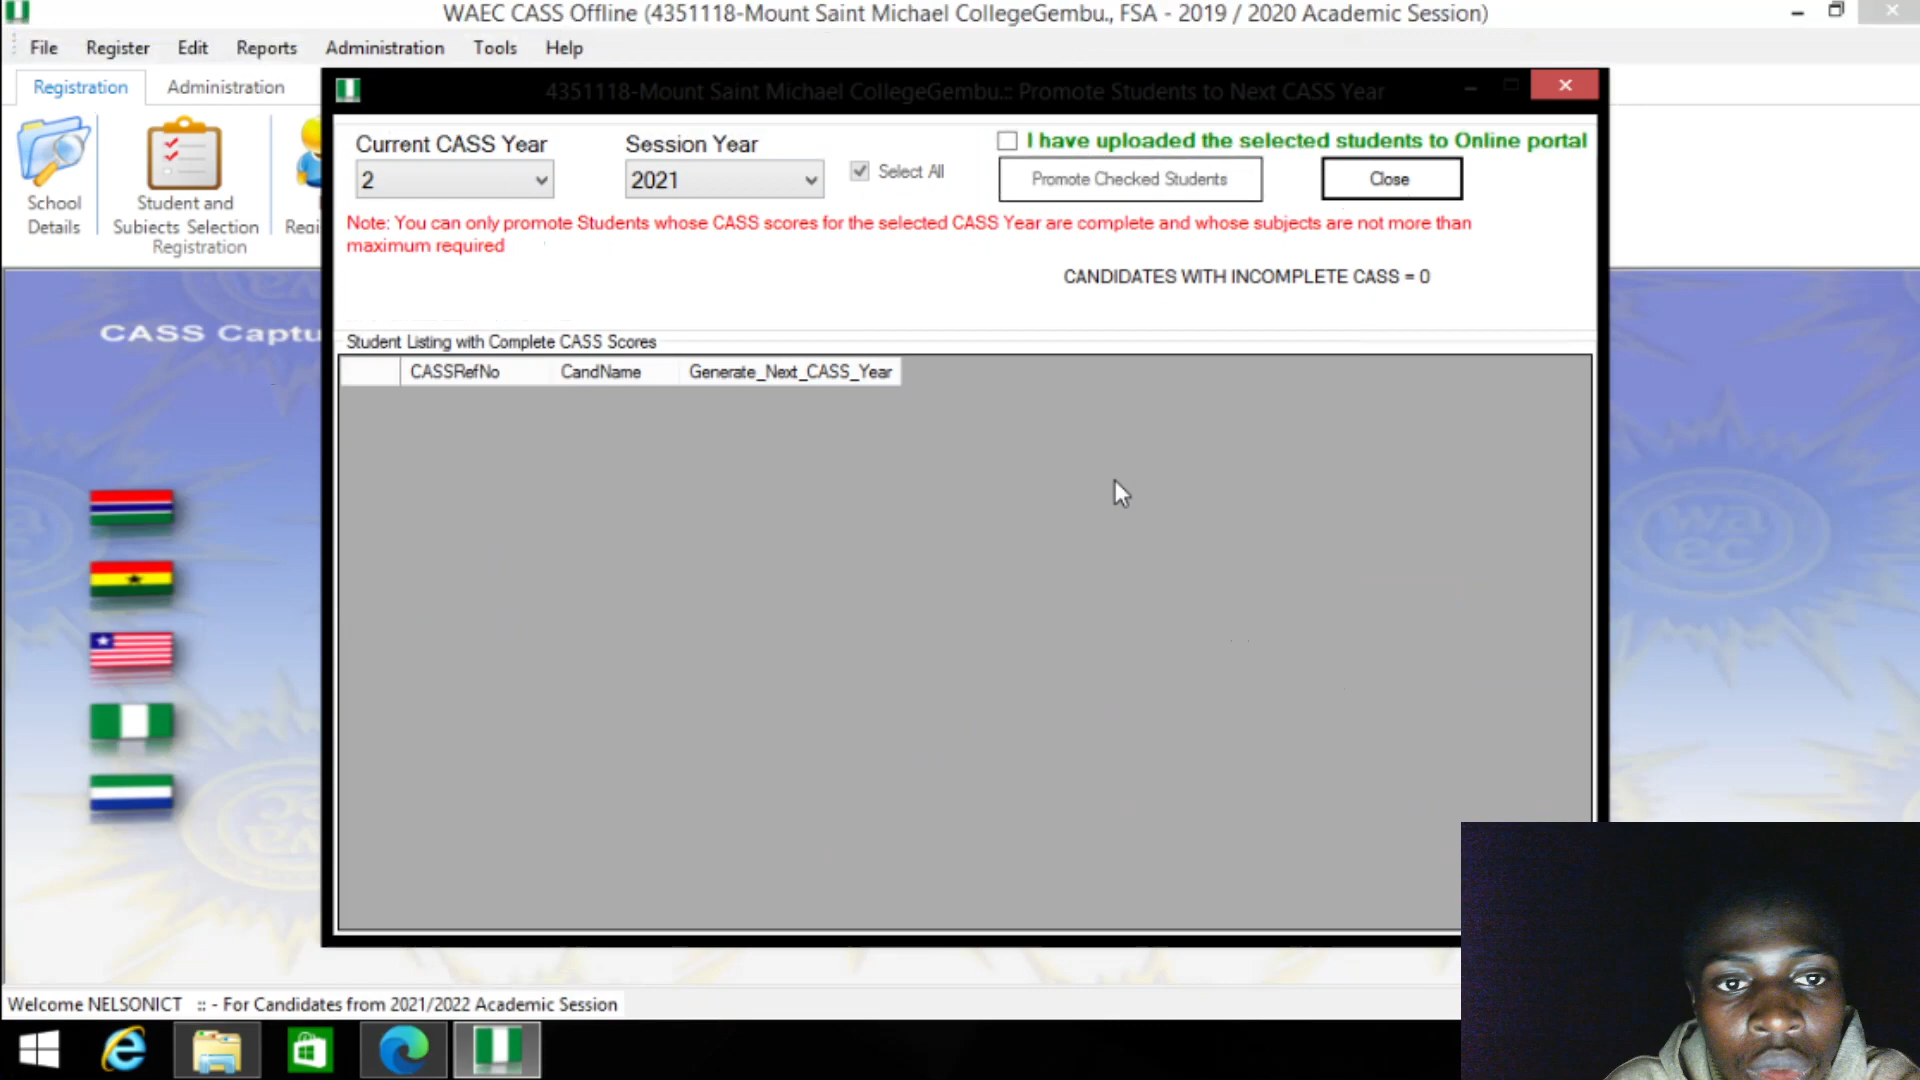 WAEC CASS Offline (4351118-Mount Saint Michael CollegeGembu., FSA - 2019 / 2020 Academic Session)
File Register Edit Reports Administration Tools Help
Registration Administration
4351118-Mount Saint Michael CollegeGembu.:: Promote Students to Next CASS Year
Current CASS Year Session Year I have uploaded the selected students to Online portal
2 2021 Select All Promote Checked Students Close
School Details
Student and Subjects Selection
Registration
Note: You can only promote Students whose CASS scores for the selected CASS Year are complete and whose subjects are not more than
maximum required
CANDIDATES WITH INCOMPLETE CASS = 0
CASS Captu
Student Listing with Complete CASS Scores
CASSRefNo CandName Generate_Next_CASS_Year
waec
Welcome NELSONICT :: - For Candidates from 2021/2022 Academic Session